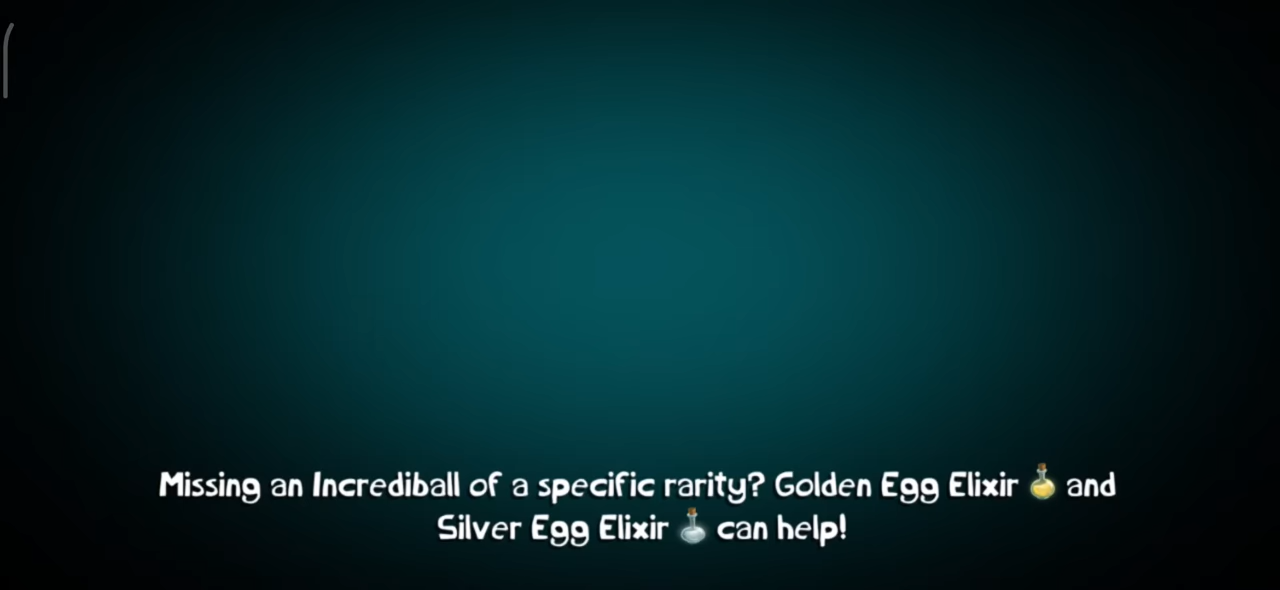 Missing an Incrediball of a specific rarity? Golden Egg Elixir and
Silver Egg Elixir can help!